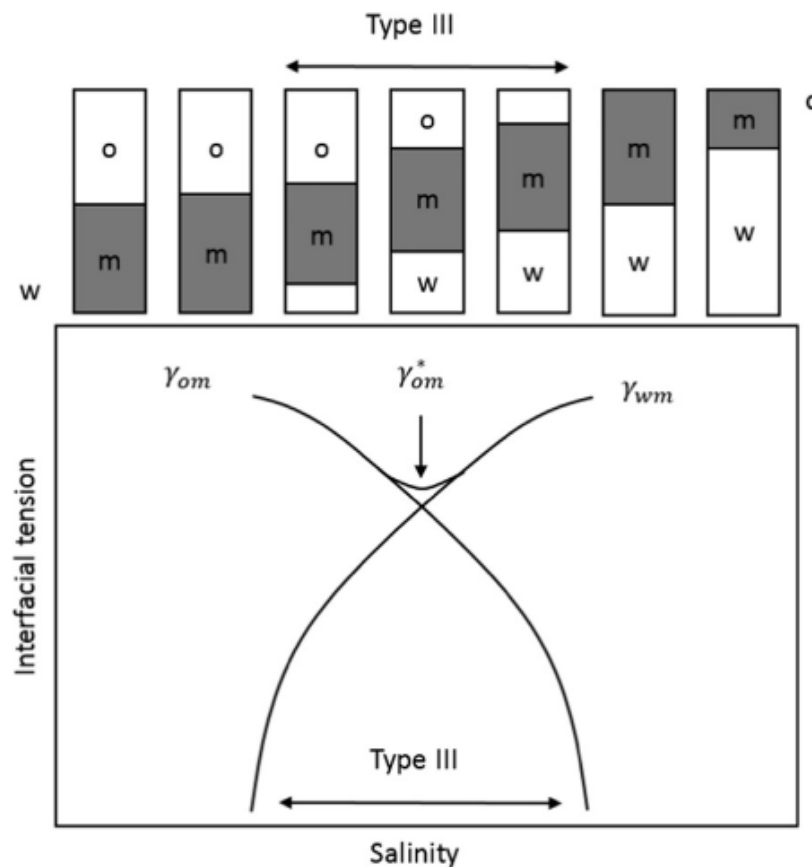 Type III
o o o o m m
m m m m m w w
w w w
γom γ*om γwm
Interfacial tension
Type III
Salinity